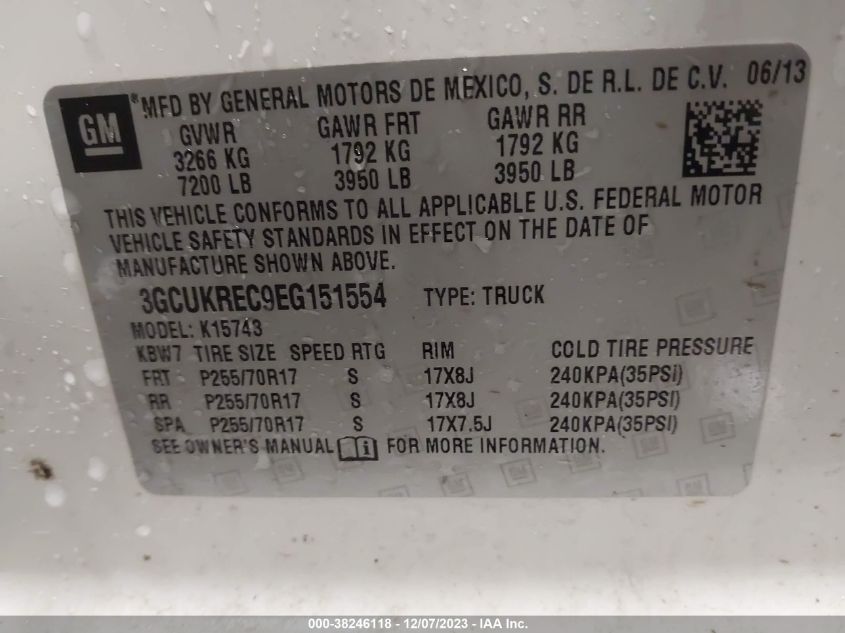 GM
*MFD BY GENERAL MOTORS DE MEXICO, S. DE R.L. DE C.V. 06/13
GVWR GAWR FRT GAWR RR
3266 KG 1792 KG 1792 KG
7200 LB 3950 LB 3950 LB
THIS VEHICLE CONFORMS TO ALL APPLICABLE U.S. FEDERAL MOTOR
VEHICLE SAFETY STANDARDS IN EFFECT ON THE DATE OF
MANUFACTURE SHOWN ABOVE.
3GCUKREC9EG151554 TYPE: TRUCK
MODEL: K15743
KBW7 TIRE SIZE SPEED RTG RIM COLD TIRE PRESSURE
FRT P255/70R17 S 17X8J 240KPA(35PSI)
RR P255/70R17 S 17X8J 240KPA(35PSI)
SPA P255/70R17 S 17X7.5J 240KPA(35PSI)
SEE OWNER'S MANUAL FOR MORE INFORMATION.
000-38246118 - 12/07/2023 - IAA Inc.